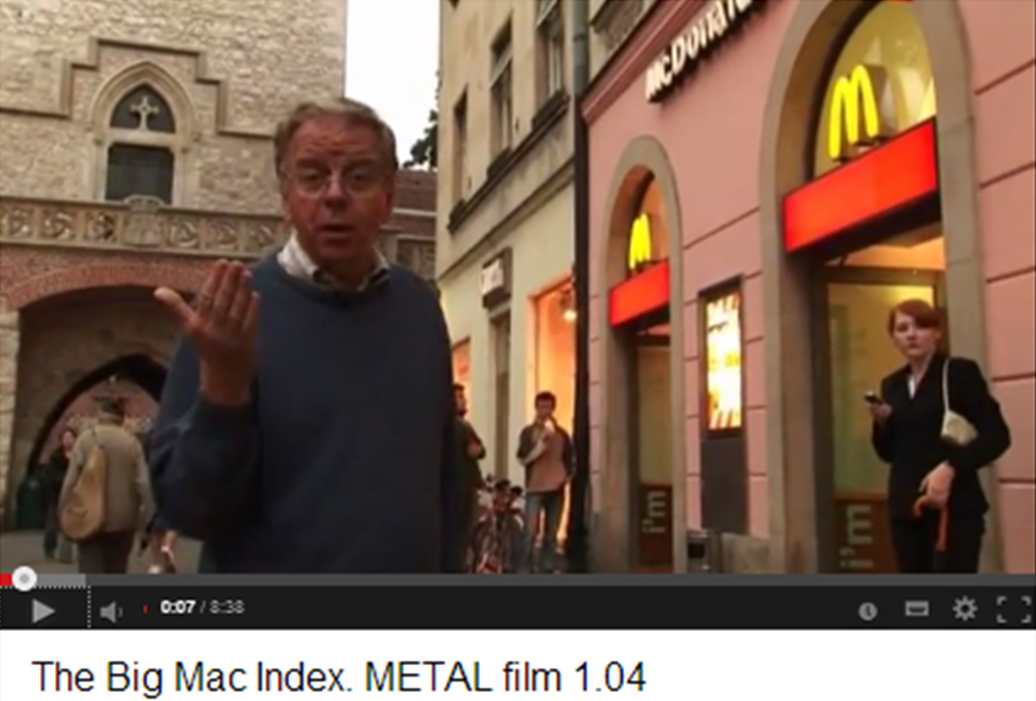 McDonald's
i'm
i'm
0:07 / 8:38
The Big Mac Index. METAL film 1.04